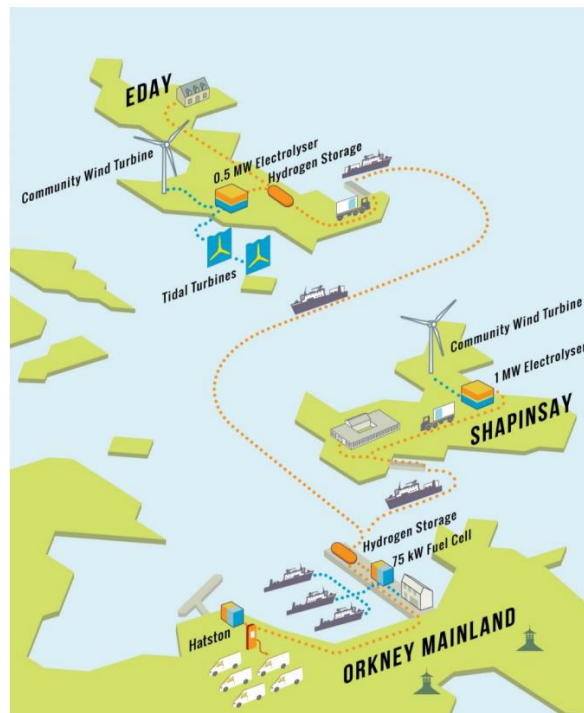 EDAY
Community Wind Turbine
0.5 MW Electrolyser
Hydrogen Storage
Tidal Turbines
Community Wind Turbine
1 MW Electrolyser
SHAPINSAY
Hydrogen Storage
75 kW Fuel Cell
Hatston
ORKNEY MAINLAND